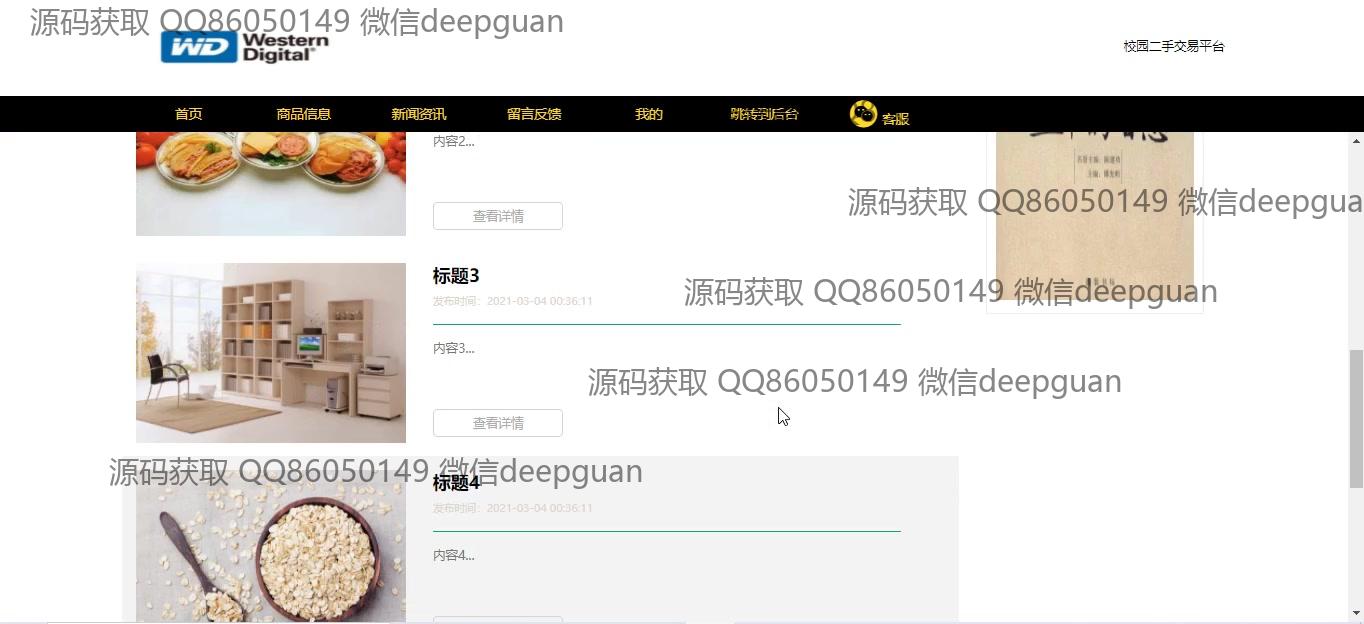 源码获取 QQ86050149 微信deepguan
WD Western Digital
校园二手交易平台
首页 商品信息 新闻资讯 留言反馈 我的 跳转到后台 客服
内容2...
查看详情
源码获取 QQ86050149 微信deepgua
标题3
发布时间：2021-03-04 00:36:11
源码获取 QQ86050149 微信deepguan
内容3...
源码获取 QQ86050149 微信deepguan
查看详情
源码获取 QQ86050149 微信deepguan
标题4
发布时间：2021-03-04 00:36:11
内容4...